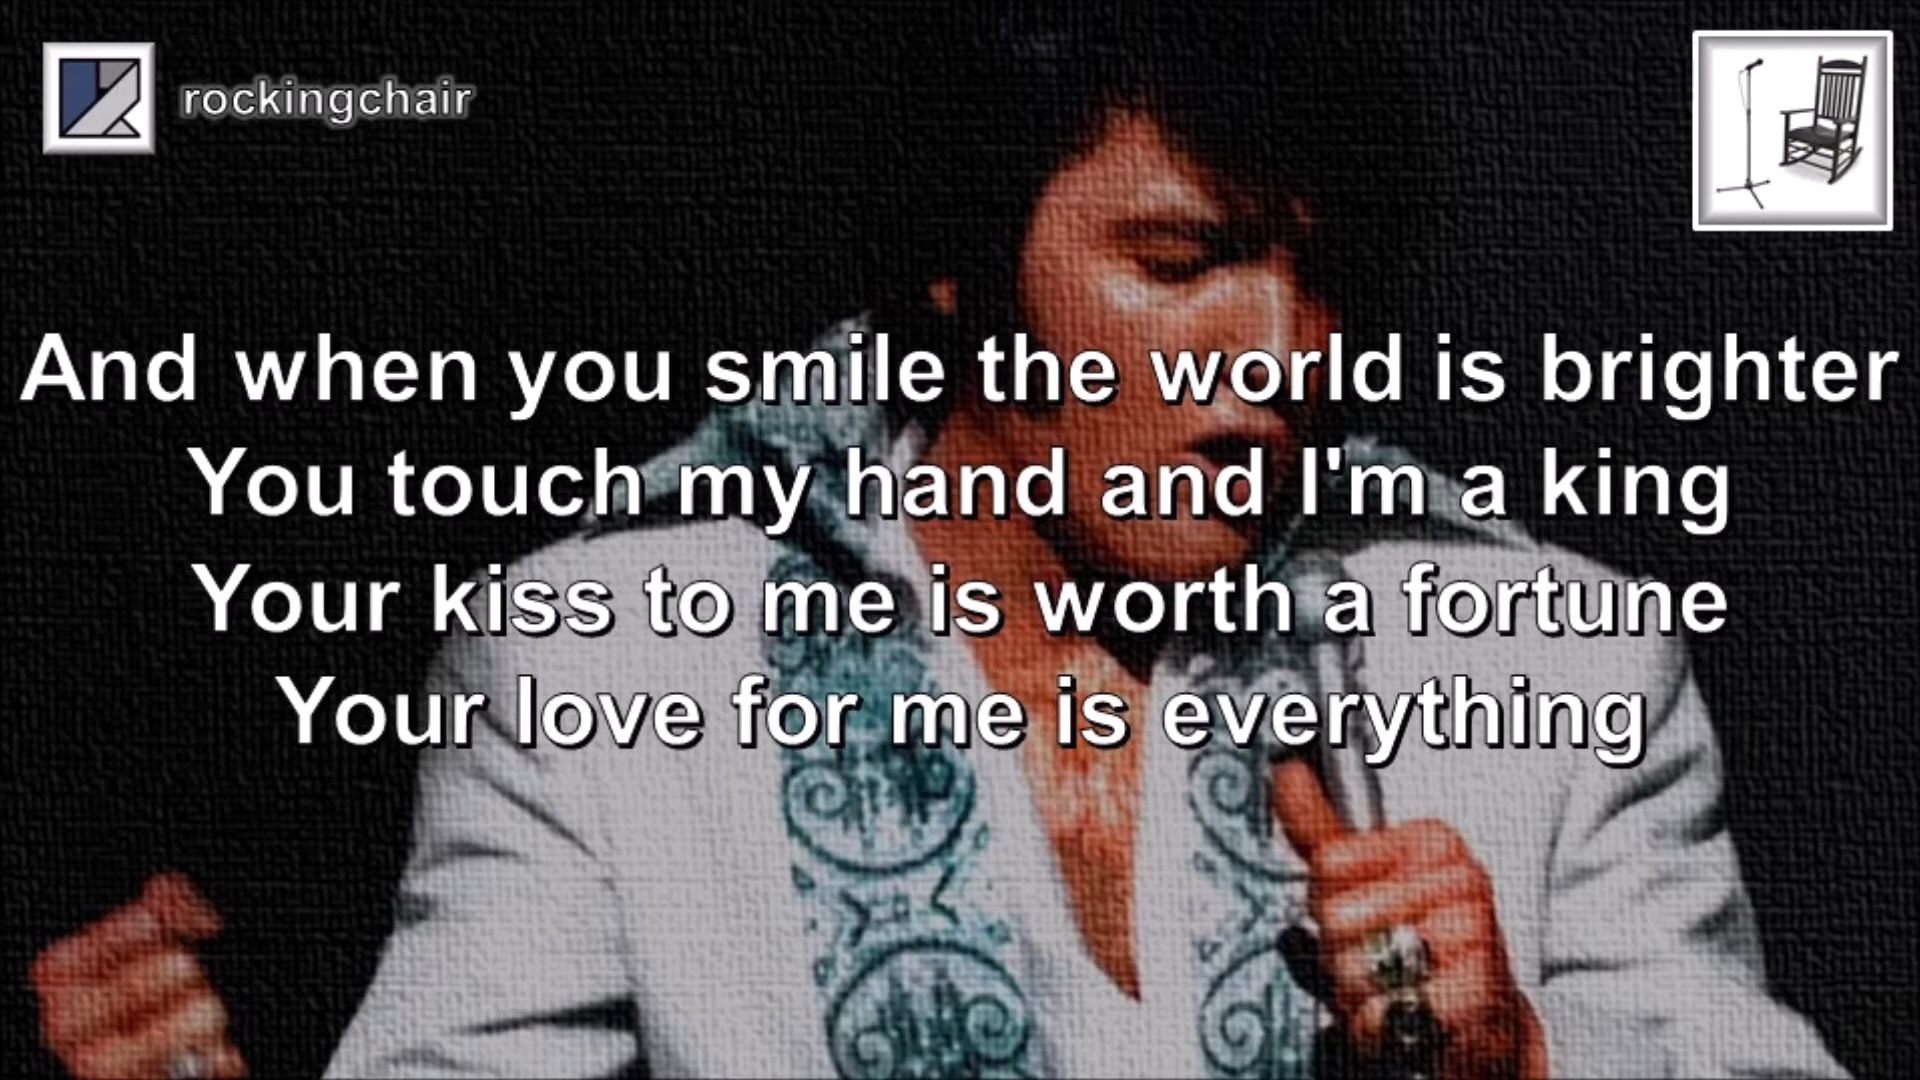 rockingchair
And when you smile the world is brighter
You touch my hand and I'm a king
Your kiss to me is worth a fortune
Your love for me is everything